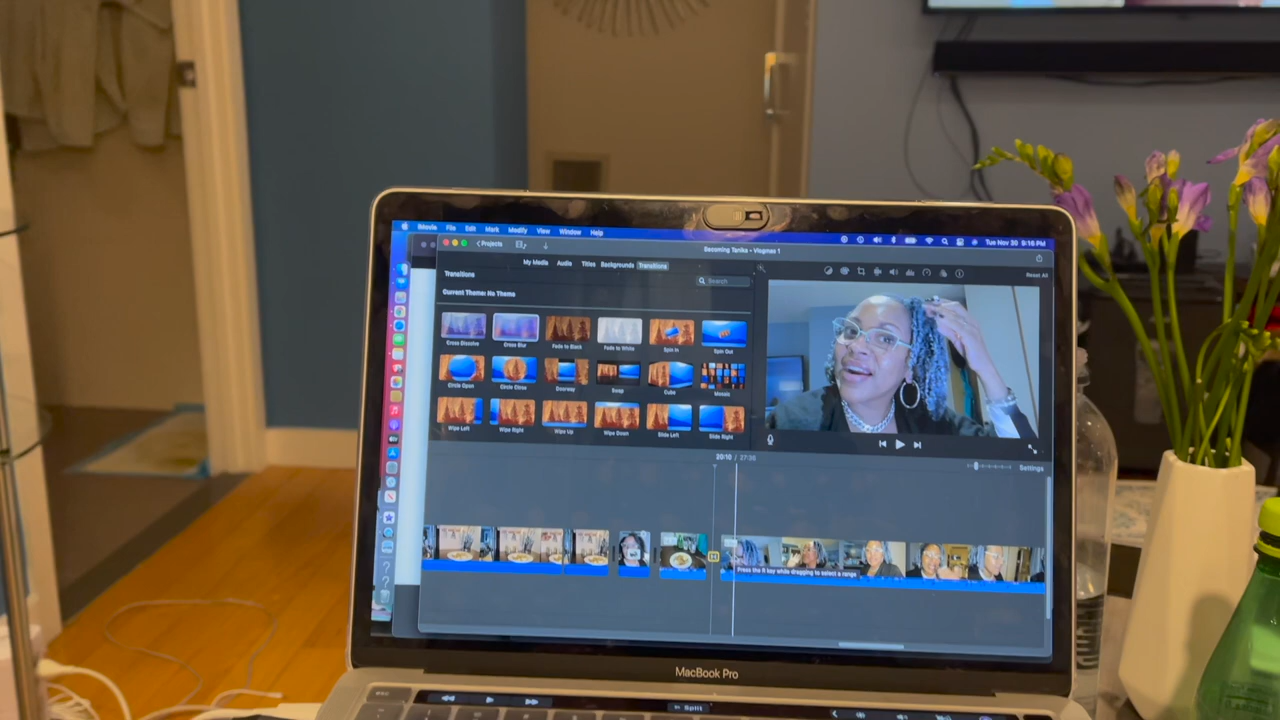 iMovie File Edit Mark Modify View Window Help Tue Nov 30 9:16 PM
Projects Becoming Tanika - Vlogmas 1
My Media Audio Titles Backgrounds Transitions
Transitions Search Reset All
Current Theme: No Theme
Cross Dissolve Cross Blur Fade to Black Fade to White Spin In Spin Out
Circle Open Circle Close Doorway Swap Cube Mosaic
Wipe Left Wipe Right Wipe Up Wipe Down Slide Left Slide Right
20:10 / 27:35 Settings
Press the R key while dragging to select a range
MacBook Pro
esc Split